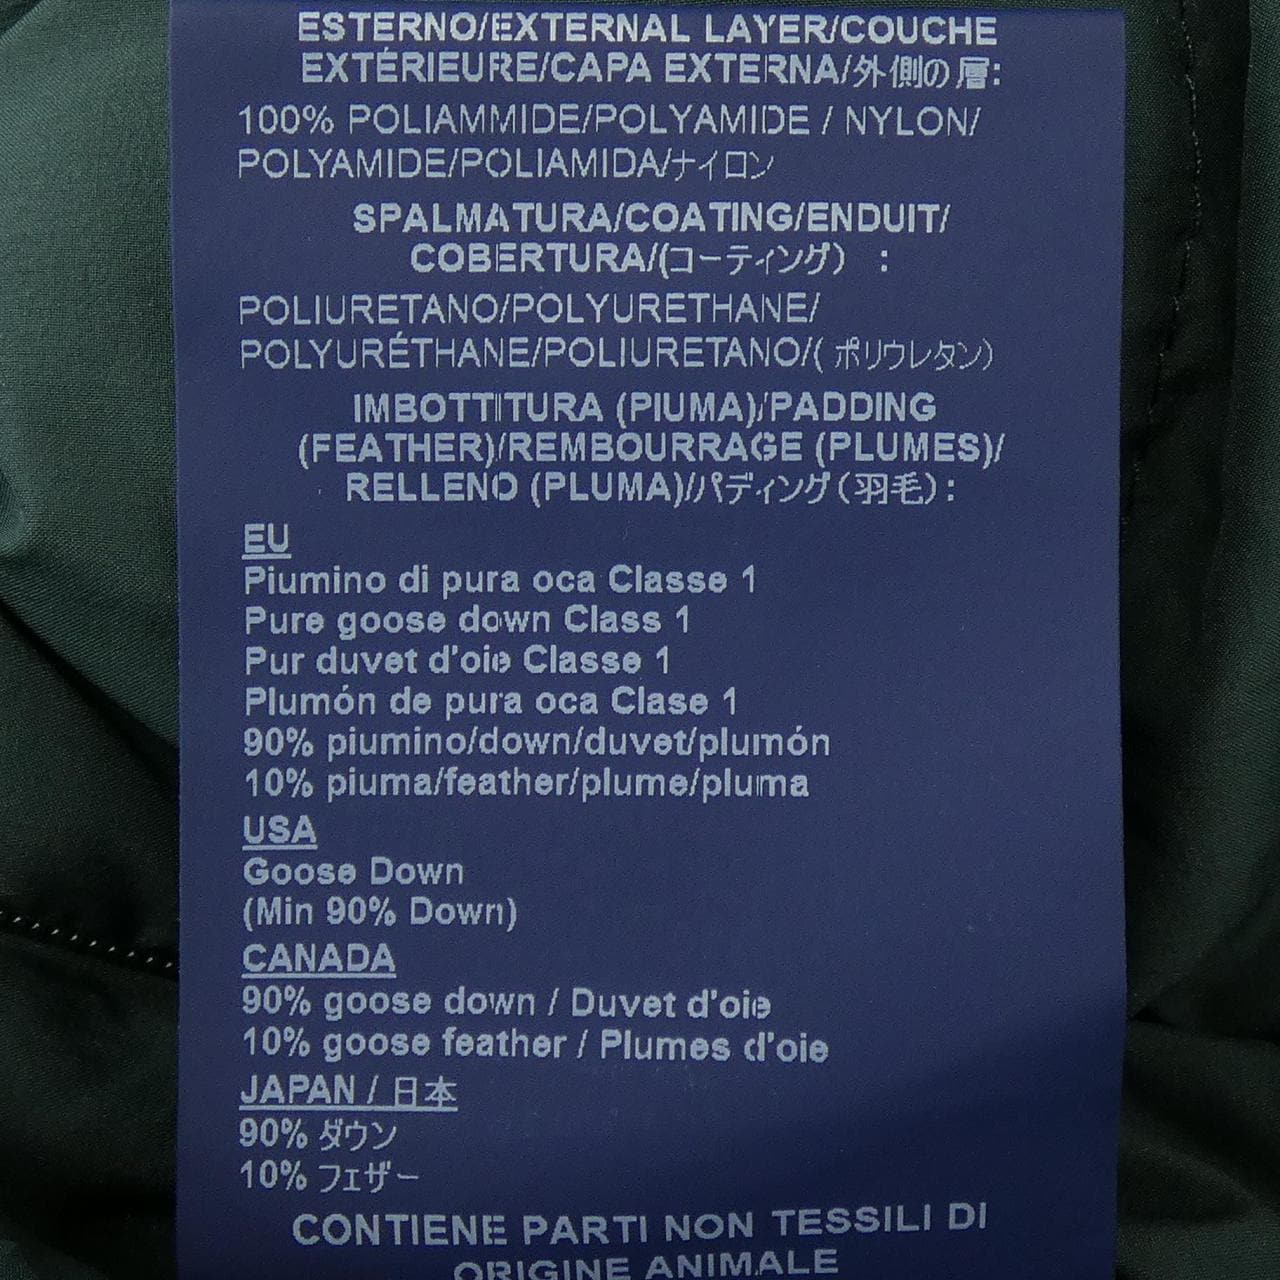 ESTERNO/EXTERNAL LAYER/COUCHE
EXTÉRIEURE/CAPA EXTERNA/外側の層:
100% POLIAMMIDE/POLYAMIDE / NYLON/
POLYAMIDE/POLIAMIDA/ナイロン
SPALMATURA/COATING/ENDUIT/
COBERTURA/(コーティング) :
POLIURETANO/POLYURETHANE/
POLYURÉTHANE/POLIURETANO/( ポリウレタン)
IMBOTTITURA (PIUMA)/PADDING
(FEATHER)/REMBOURRAGE (PLUMES)/
RELLENO (PLUMA)/パディング(羽毛):
EU
Piumino di pura oca Classe 1
Pure goose down Class 1
Pur duvet d'oie Classe 1
Plumón de pura oca Clase 1
90% piumino/down/duvet/plumón
10% piuma/feather/plume/pluma
USA
Goose Down
(Min 90% Down)
CANADA
90% goose down / Duvet d'oie
10% goose feather / Plumes d'oie
JAPAN / 日本
90% ダウン
10% フェザー
CONTIENE PARTI NON TESSILI DI
ORIGINE ANIMALE